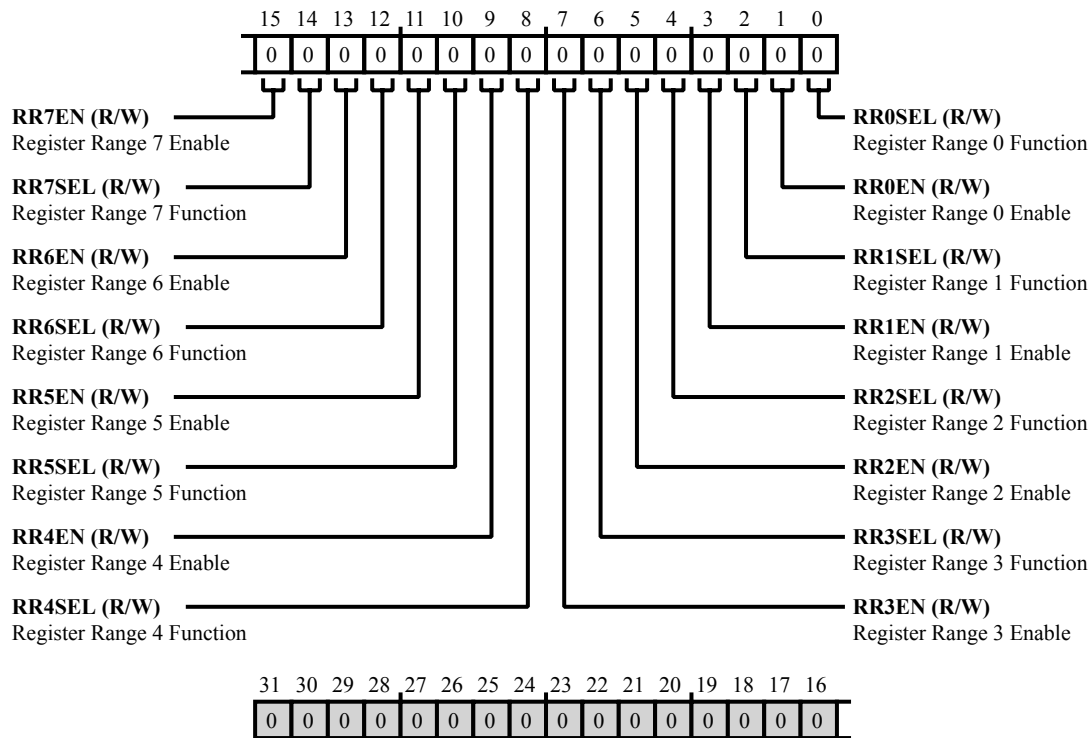 15 14 13 12 11 10 9 8 7 6 5 4 3 2 1 0
0 0 0 0 0 0 0 0 0 0 0 0 0 0 0 0
RR7EN (R/W)
Register Range 7 Enable
RR7SEL (R/W)
Register Range 7 Function
RR6EN (R/W)
Register Range 6 Enable
RR6SEL (R/W)
Register Range 6 Function
RR5EN (R/W)
Register Range 5 Enable
RR5SEL (R/W)
Register Range 5 Function
RR4EN (R/W)
Register Range 4 Enable
RR4SEL (R/W)
Register Range 4 Function
RR0SEL (R/W)
Register Range 0 Function
RR0EN (R/W)
Register Range 0 Enable
RR1SEL (R/W)
Register Range 1 Function
RR1EN (R/W)
Register Range 1 Enable
RR2SEL (R/W)
Register Range 2 Function
RR2EN (R/W)
Register Range 2 Enable
RR3SEL (R/W)
Register Range 3 Function
RR3EN (R/W)
Register Range 3 Enable
31 30 29 28 27 26 25 24 23 22 21 20 19 18 17 16
0 0 0 0 0 0 0 0 0 0 0 0 0 0 0 0